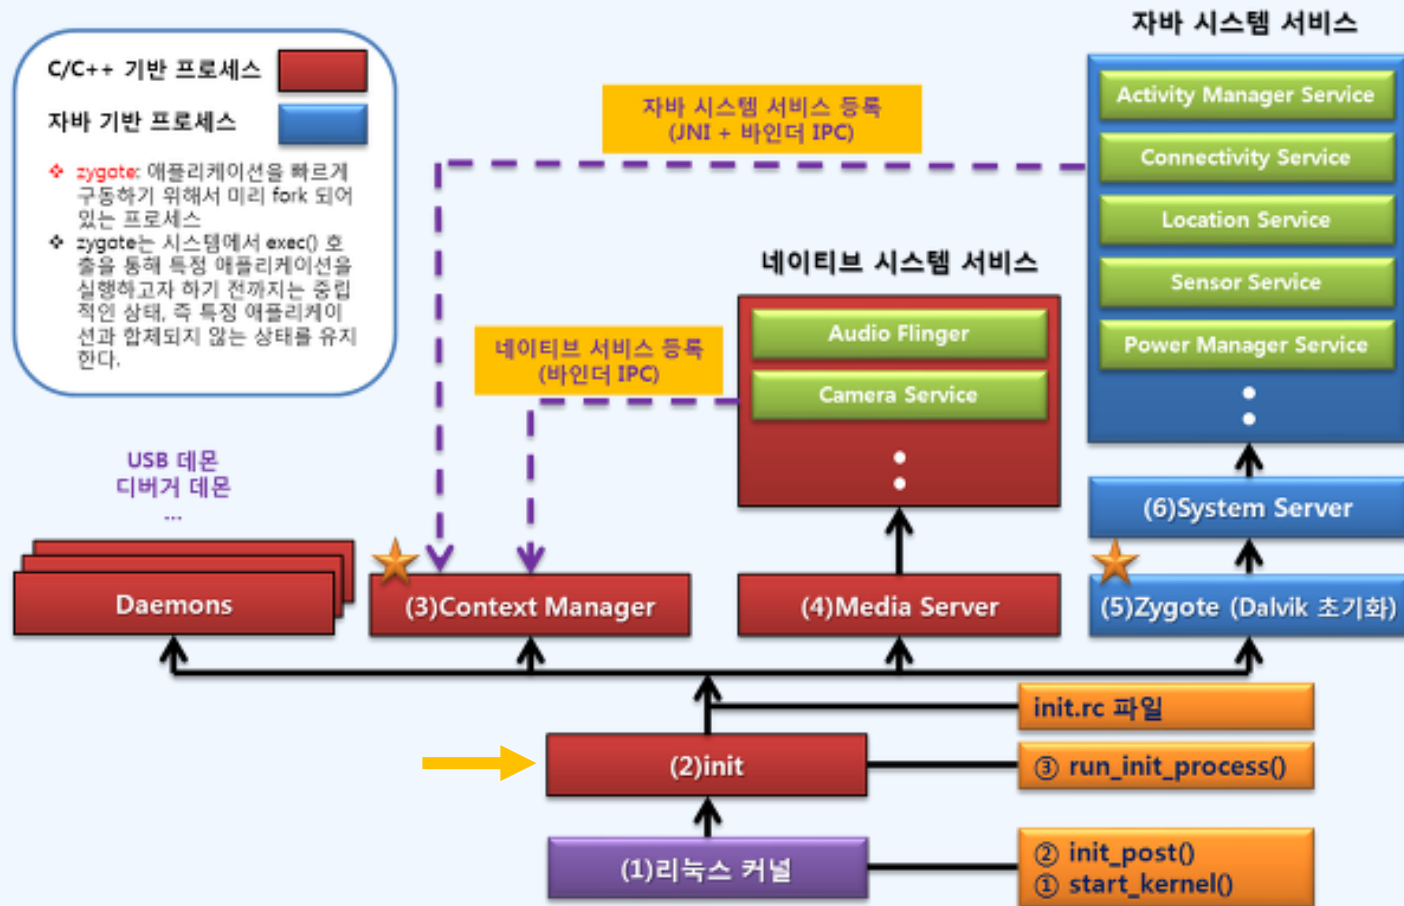 자바 시스템 서비스
C/C++ 기반 프로세스
자바 기반 프로세스
❖ zygote: 애플리케이션을 빠르게
구동하기 위해서 미리 fork 되어
있는 프로세스
❖ zygote는 시스템에서 exec() 호
출을 통해 특정 애플리케이션을
실행하고자 하기 전까지는 중립
적인 상태, 즉 특정 애플리케이
션과 합체되지 않는 상태를 유지
한다.
자바 시스템 서비스 등록
(JNI + 바인더 IPC)
Activity Manager Service
Connectivity Service
Location Service
Sensor Service
Power Manager Service
네이티브 시스템 서비스
Audio Flinger
Camera Service
네이티브 서비스 등록
(바인더 IPC)
USB 데몬
디버거 데몬
...
(6)System Server
Daemons
(3)Context Manager
(4)Media Server
(5)Zygote (Dalvik 초기화)
init.rc 파일
(2)init
③ run_init_process()
(1)리눅스 커널
② init_post()
① start_kernel()